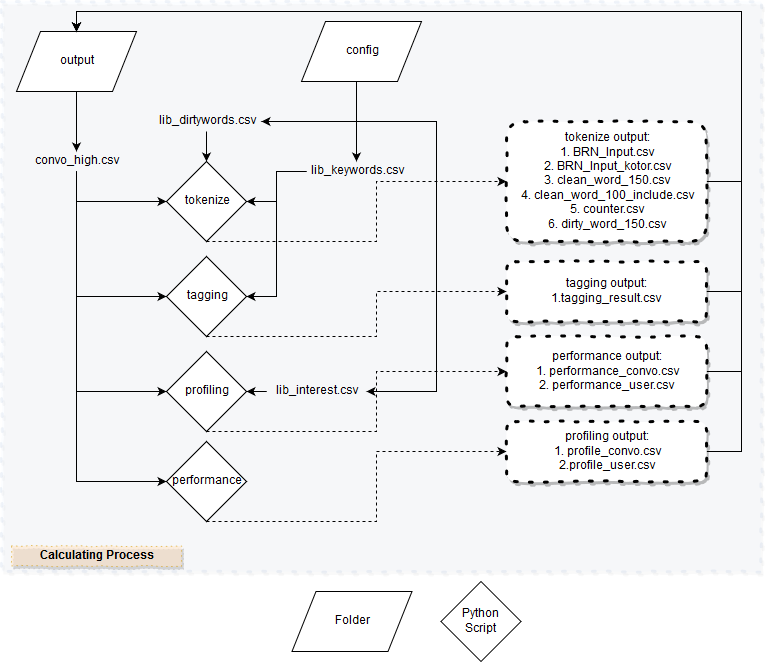 output
config
lib_dirtywords.csv
convo_high.csv
lib_keywords.csv
tokenize
tokenize output:
1. BRN_Input.csv
2. BRN_Input_kotor.csv
3. clean_word_150.csv
4. clean_word_100_include.csv
5. counter.csv
6. dirty_word_150.csv
tagging
tagging output:
1.tagging_result.csv
profiling
lib_interest.csv
performance output:
1. performance_convo.csv
2. performance_user.csv
performance
profiling output:
1. profile_convo.csv
2.profile_user.csv
Calculating Process
Folder
Python
Script